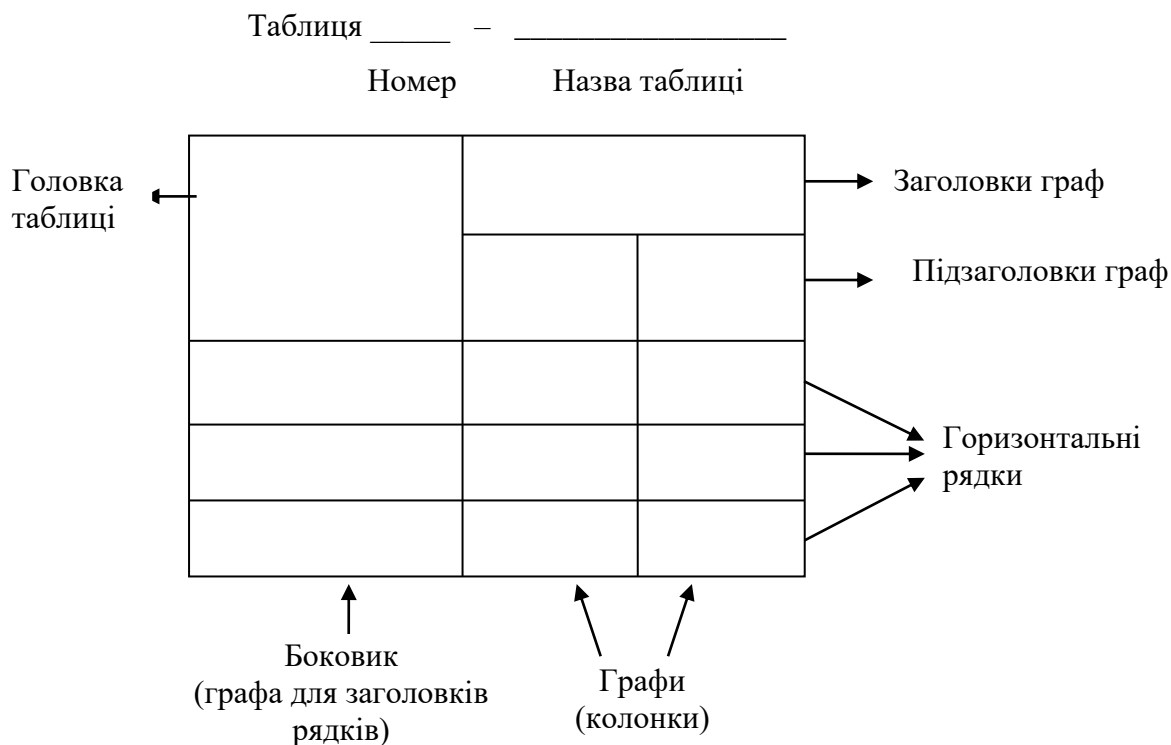 Таблиця _____ – _________________
Номер Назва таблиці
Головка
таблиці
Заголовки граф
Підзаголовки граф
Горизонтальні
рядки
Боковик
(графа для заголовків
рядків)
Графи
(колонки)